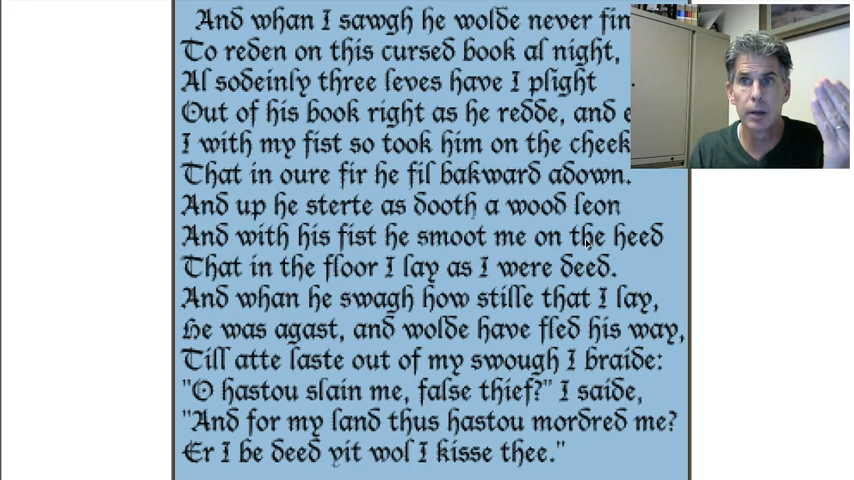 And whan I sawgh he wolde never fin
To reden on this cursed book al night,
Al sodeinly three leves have I plight
Out of his book right as he redde, and e
I with my fist so took him on the cheek
That in oure fir he fil bakward adown.
And up he sterte as dooth a wood leon
And with his fist he smoot me on the heed
That in the floor I lay as I were deed.
And whan he swagh how stille that I lay,
He was agast, and wolde have fled his way,
Till atte laste out of my swough I braide:
"O hastou slain me, false thief?" I saide,
"And for my land thus hastou mordred me?
Er I be deed yit wol I kisse thee."